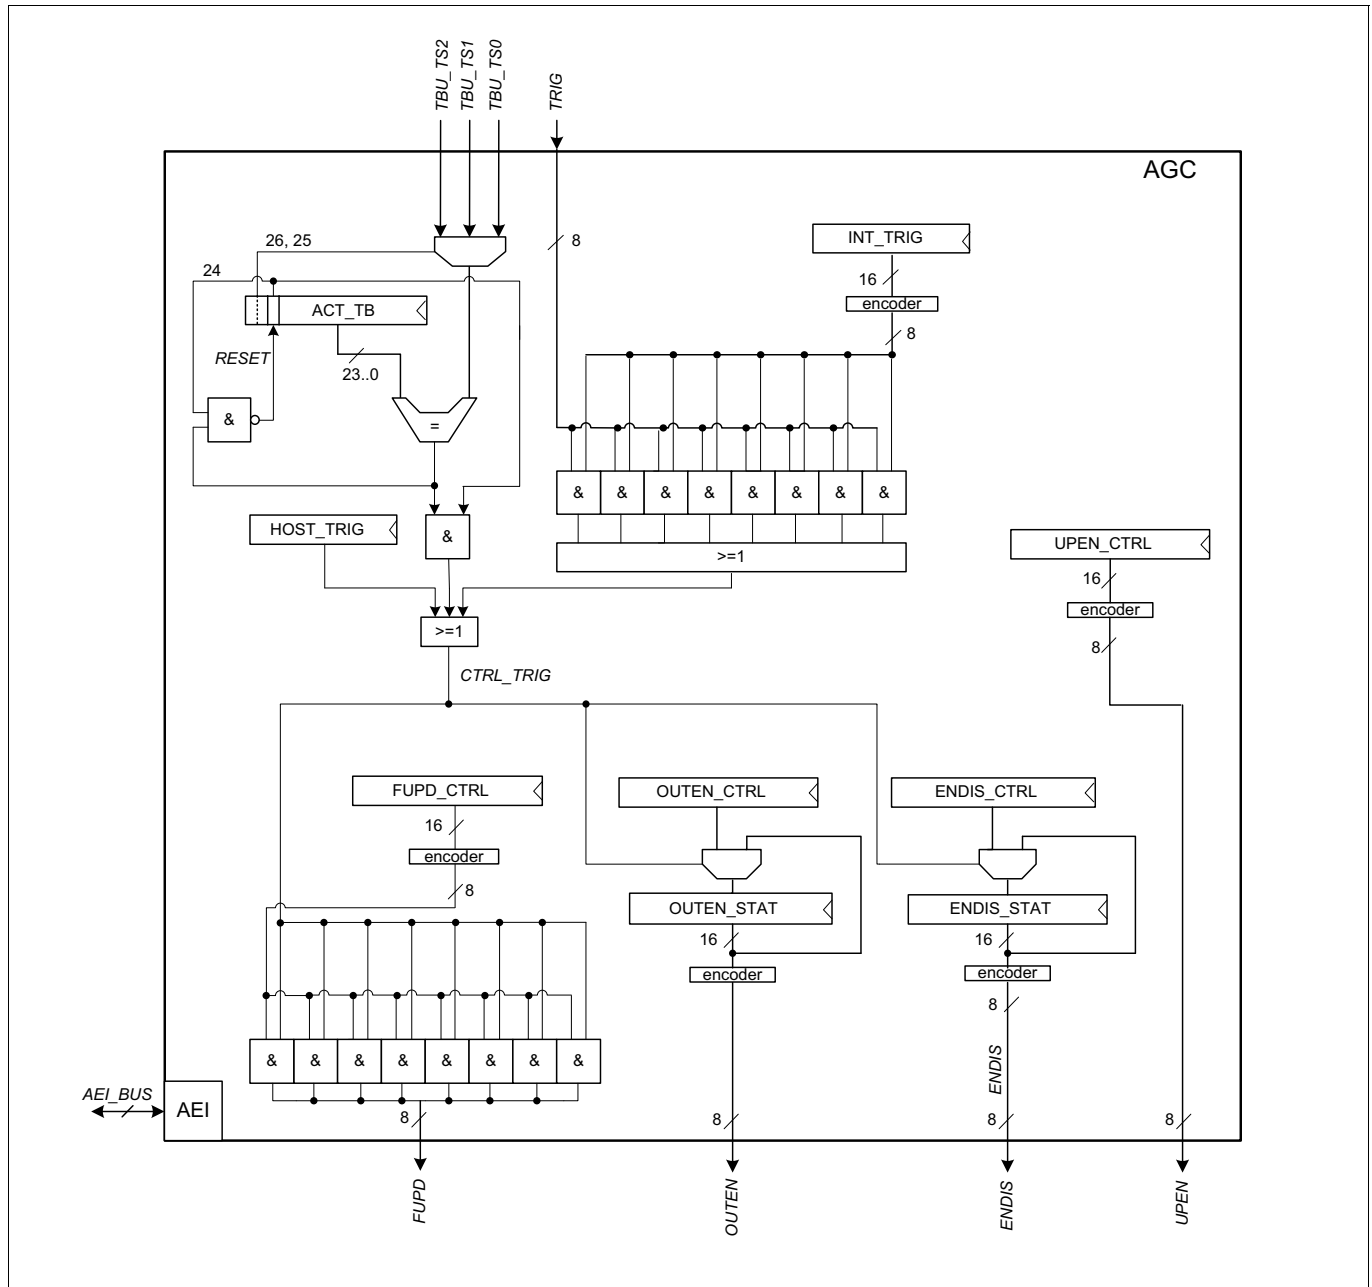 TBU_TS2
TBU_TS1
TBU_TS0
TRIG
AGC
26, 25
8
INT_TRIG
24
16
encoder
ACT_TB
8
RESET
23..0
&
=
& & & & & & & &
HOST_TRIG
&
>=1
UPEN_CTRL
16
encoder
>=1
8
CTRL_TRIG
FUPD_CTRL
OUTEN_CTRL
ENDIS_CTRL
16
encoder
8
OUTEN_STAT
ENDIS_STAT
16
16
encoder
encoder
8
& & & & & & & &
ENDIS
AEI_BUS
AEI
8
8
8
8
FUPD
OUTEN
ENDIS
UPEN